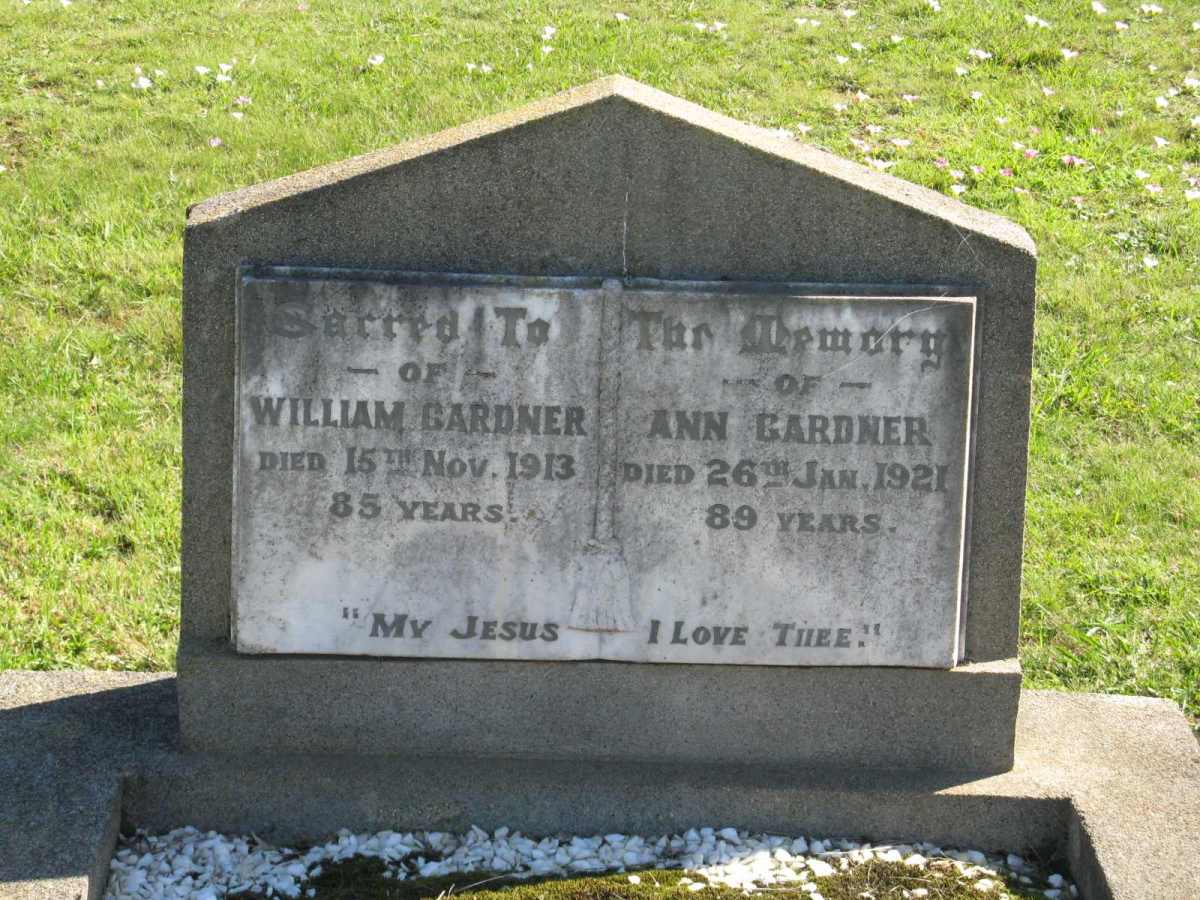 Sacred To
— OF —
WILLIAM GARDNER
DIED 15TH NOV. 1913
85 YEARS.
"MY JESUS
The Memory
— OF —
ANN GARDNER
DIED 26TH JAN. 1921
89 YEARS.
I LOVE THEE."